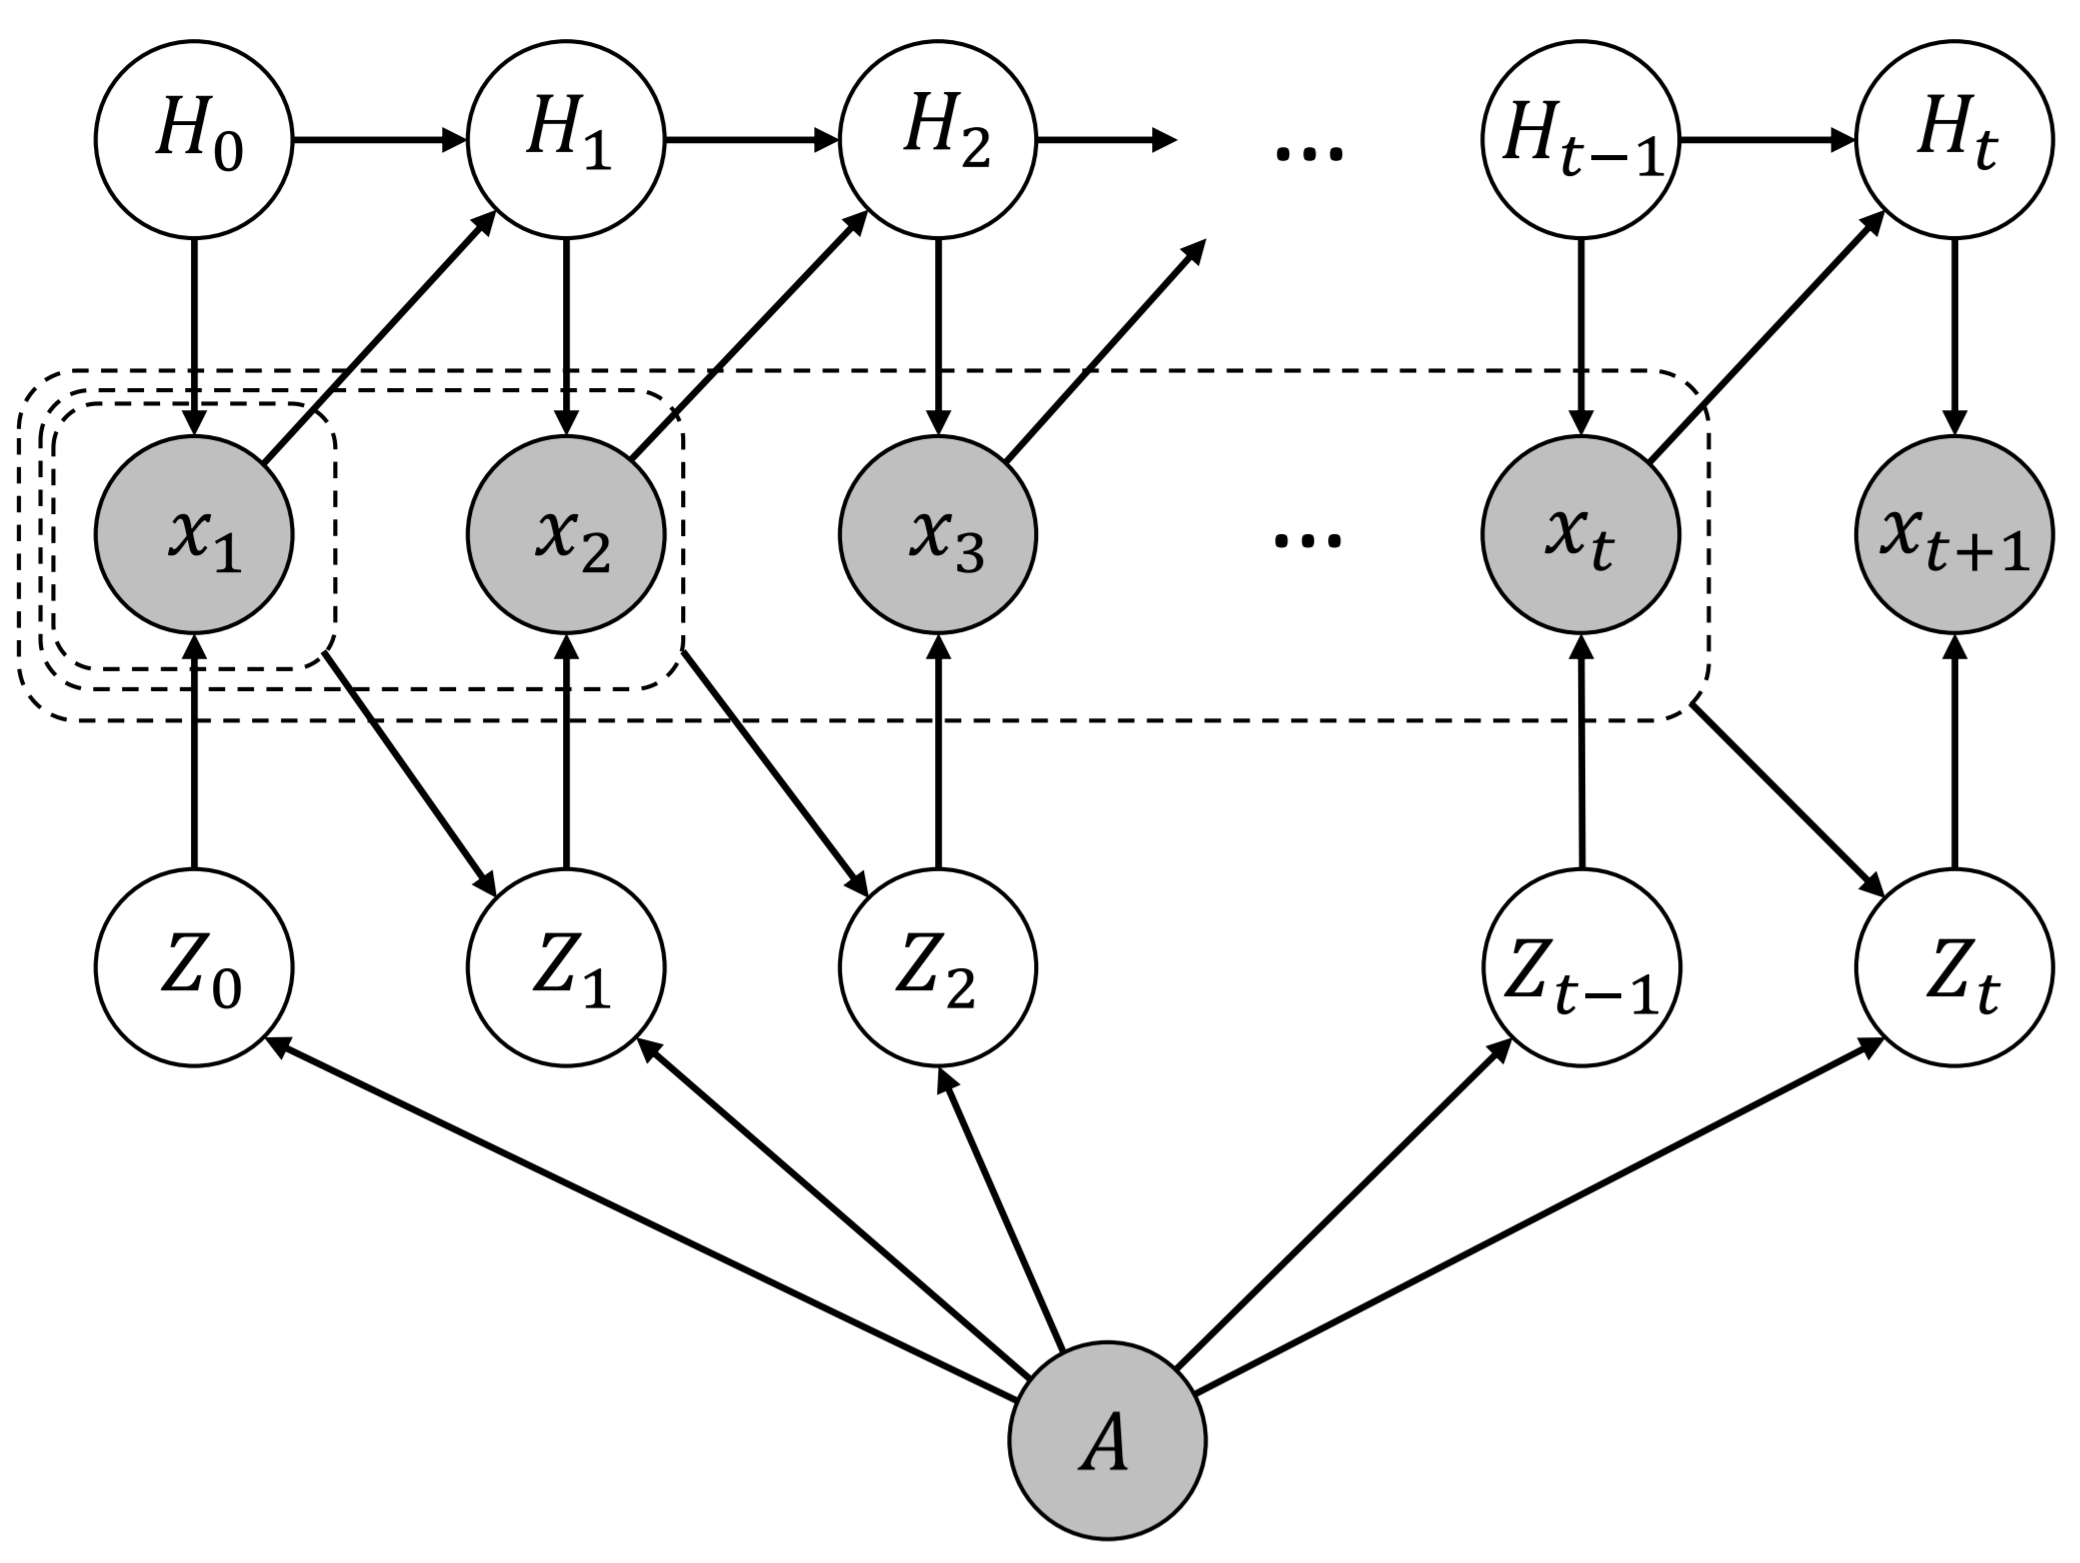 H₀ H₁ H₂ ... Hₜ₋₁ Hₜ
x₁ x₂ x₃ ... xₜ xₜ₊₁
Z₀ Z₁ Z₂ Zₜ₋₁ Zₜ
A